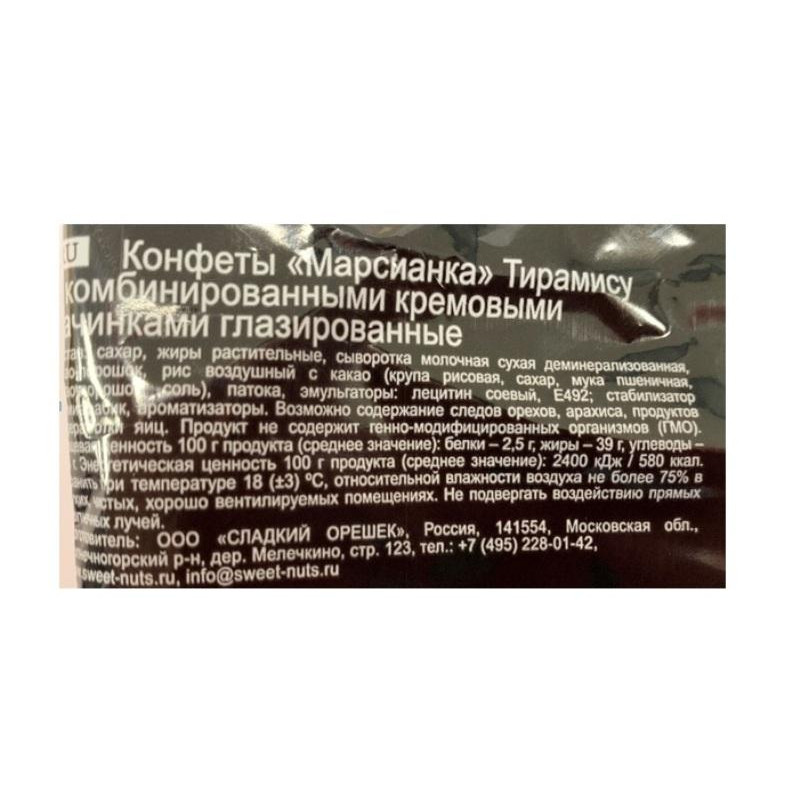 Конфеты «Марсианка» Тирамису
комбинированными кремовыми
начинками глазированные
сахар, жиры растительные, сыворотка молочная сухая деминерализованная,
рис воздушный с какао (крупа рисовая, сахар, мука пшеничная,
соль), патока, эмульгаторы: лецитин соевый, Е492; стабилизатор
ароматизаторы. Возможно содержание следов орехов, арахиса, продуктов
яиц. Продукт не содержит генно-модифицированных организмов (ГМО).
ценность 100 г продукта (среднее значение): белки – 2,5 г, жиры – 39 г, углеводы –
г. Энергетическая ценность 100 г продукта (среднее значение): 2400 кДж / 580 ккал.
при температуре 18 (±3) ºС, относительной влажности воздуха не более 75% в
чистых, хорошо вентилируемых помещениях. Не подвергать воздействию прямых
лучей.
ООО «СЛАДКИЙ ОРЕШЕК», Россия, 141554, Московская обл.,
р-н, дер. Мелечкино, стр. 123, тел.: +7 (495) 228-01-42,
.sweet-nuts.ru, info@sweet-nuts.ru